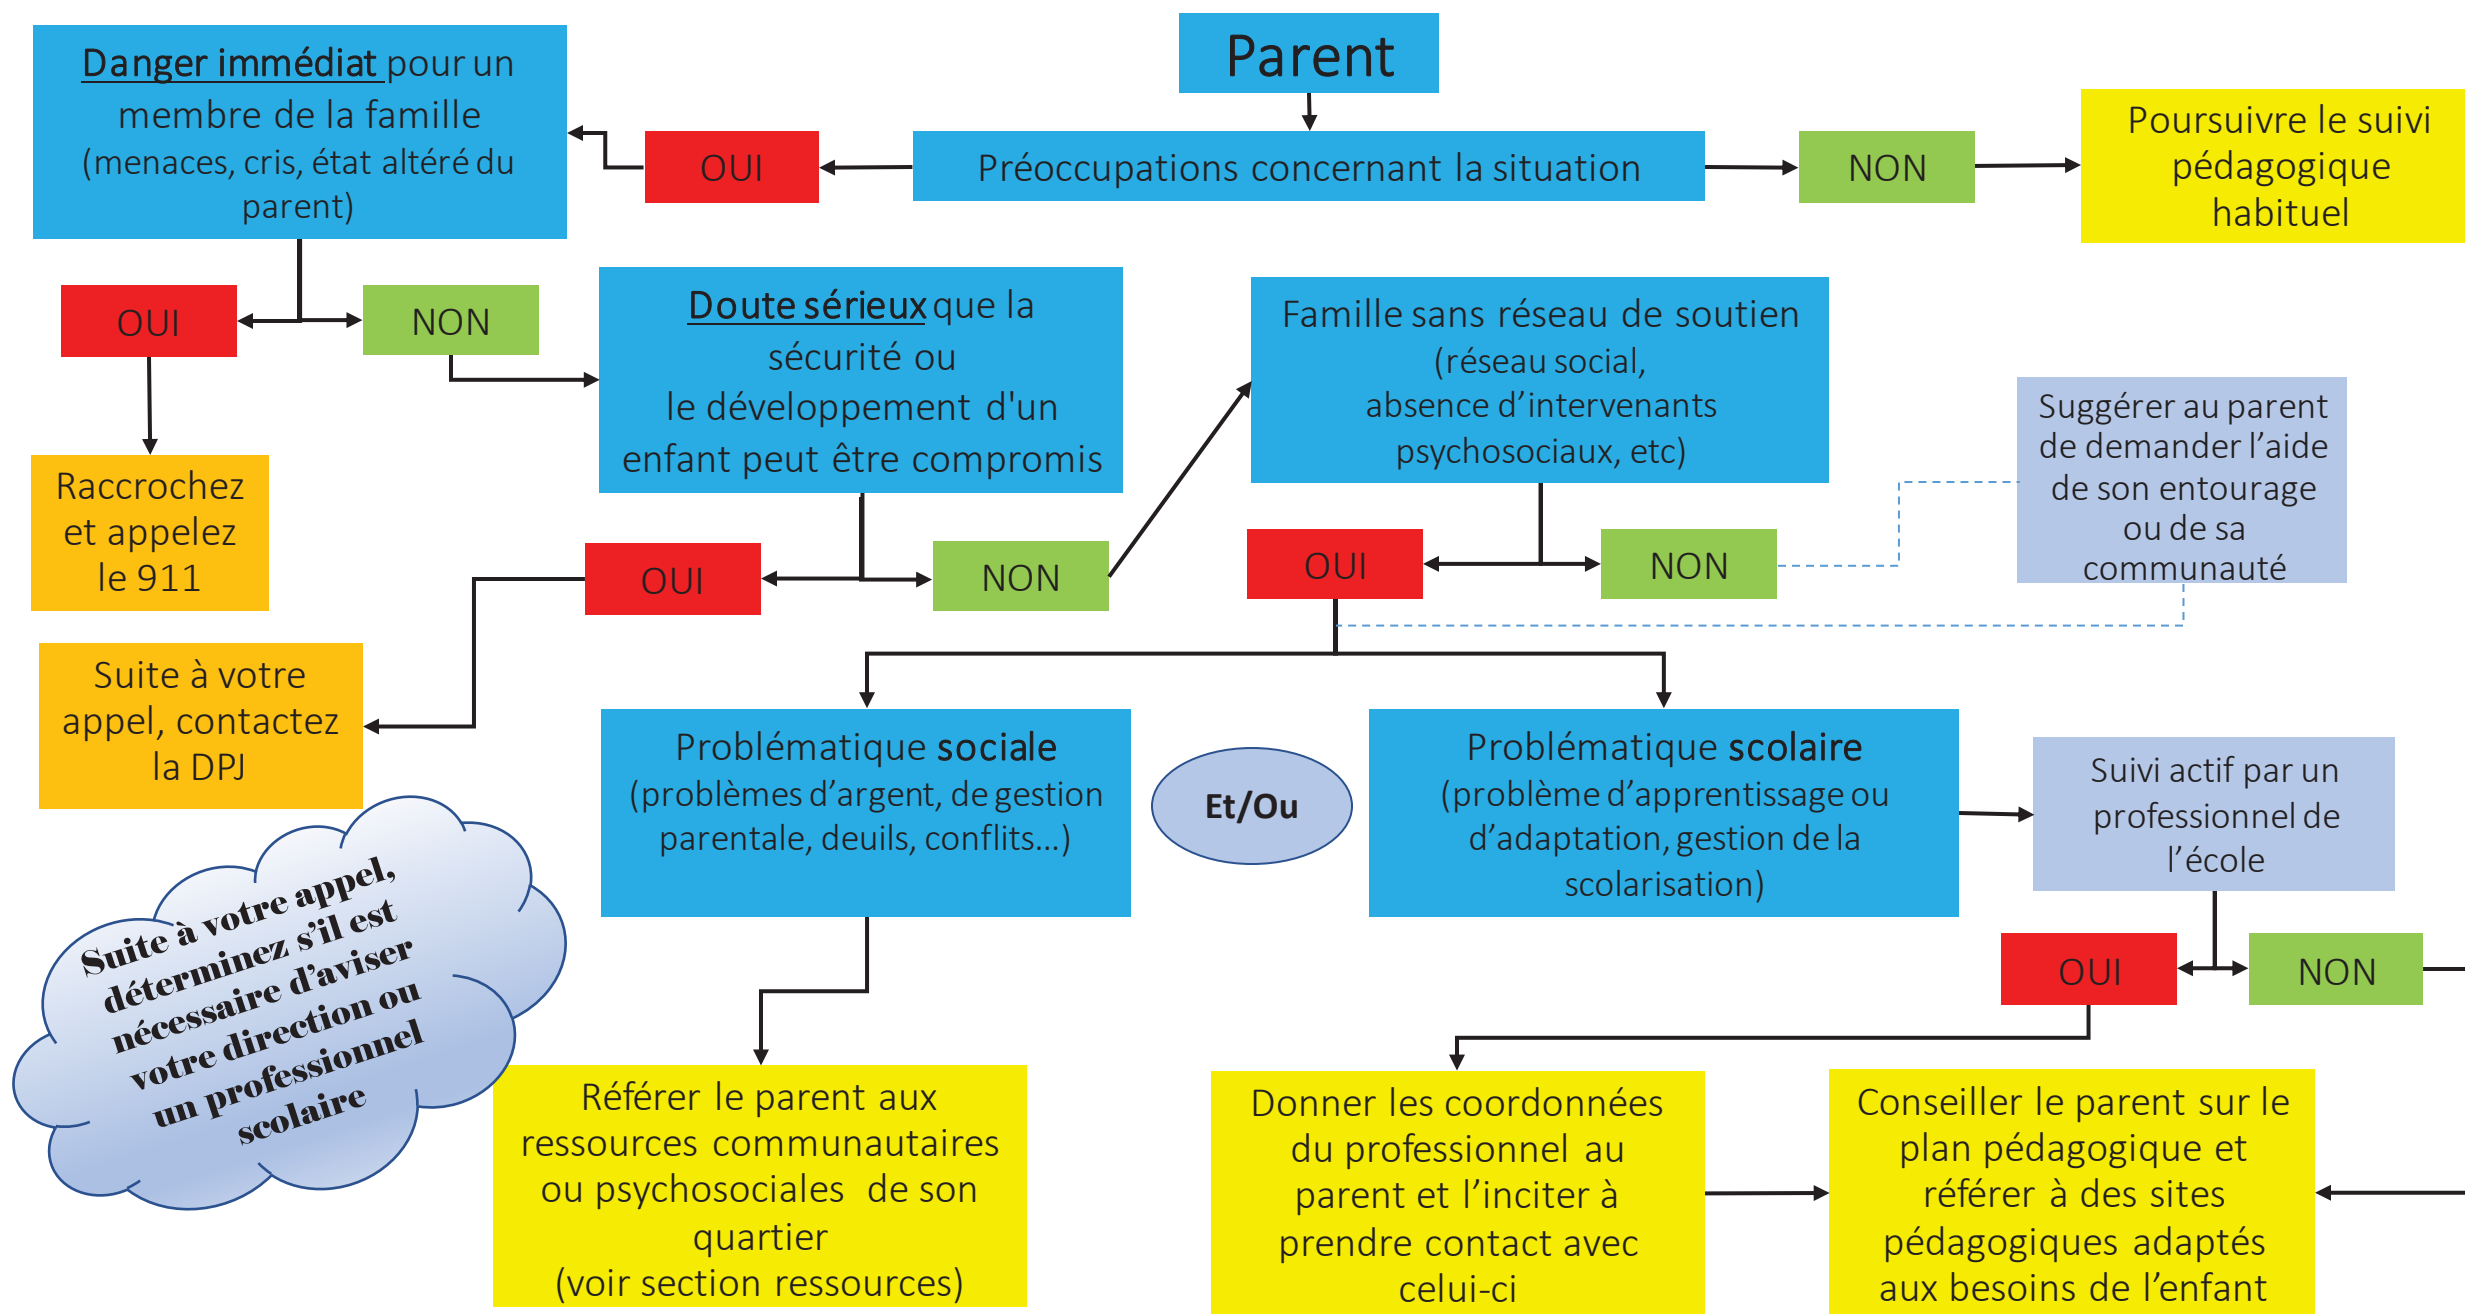 Parent
Danger immédiat pour un
membre de la famille
(menaces, cris, état altéré du
parent)
OUI
Préoccupations concernant la situation
NON
Poursuivre le suivi
pédagogique
habituel
OUI
NON
Doute sérieux que la
sécurité ou
le développement d'un
enfant peut être compromis
Famille sans réseau de soutien
(réseau social,
absence d’intervenants
psychosociaux, etc)
Suggérer au parent
de demander l’aide
de son entourage
ou de sa
communauté
Raccrochez
et appelez
le 911
OUI
NON
OUI
NON
Suite à votre
appel, contactez
la DPJ
Problématique sociale
(problèmes d’argent, de gestion
parentale, deuils, conflits…)
Et/Ou
Problématique scolaire
(problème d’apprentissage ou
d’adaptation, gestion de la
scolarisation)
Suivi actif par un
professionnel de
l’école
Suite à votre appel,
déterminez s’il est
nécessaire d’aviser
votre direction ou
un professionnel
scolaire
OUI
NON
Référer le parent aux
ressources communautaires
ou psychosociales de son
quartier
(voir section ressources)
Donner les coordonnées
du professionnel au
parent et l’inciter à
prendre contact avec
celui-ci
Conseiller le parent sur le
plan pédagogique et
référer à des sites
pédagogiques adaptés
aux besoins de l’enfant